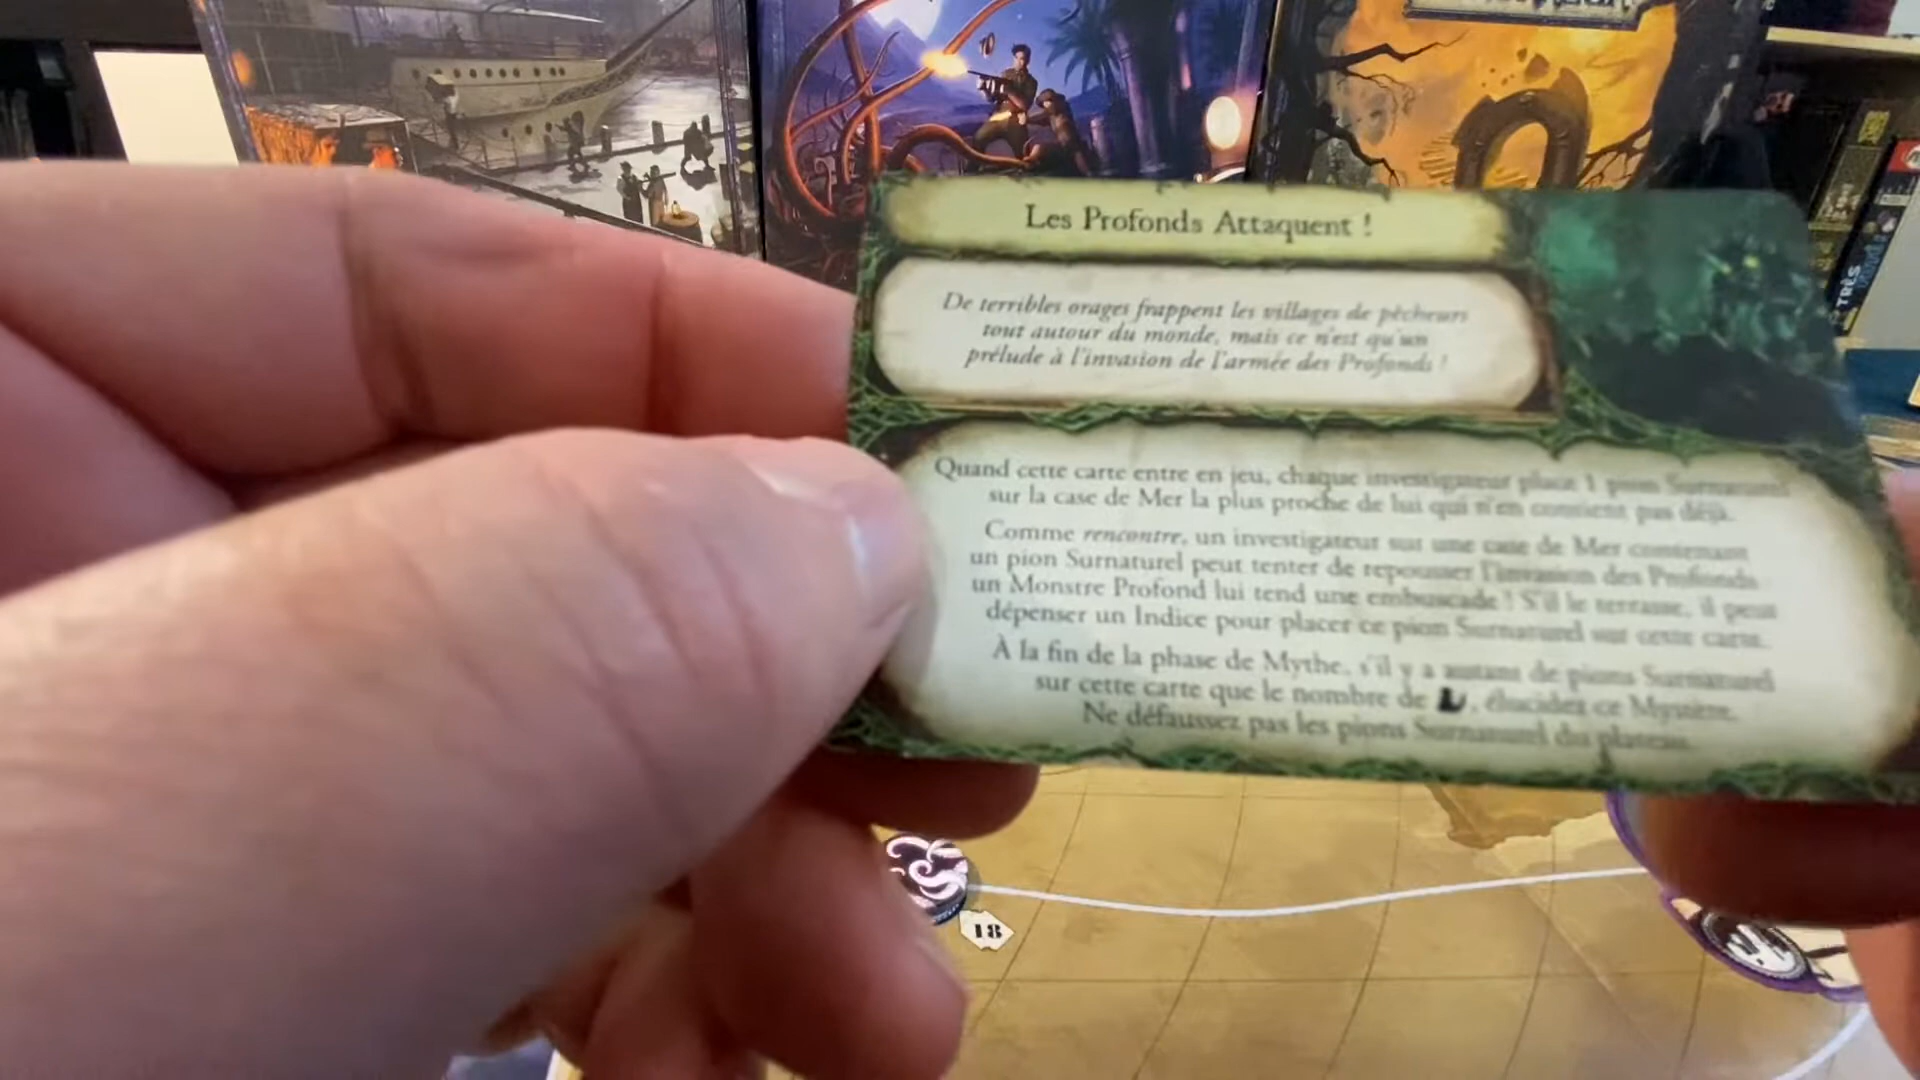 Les Profonds Attaquent !
De terribles orages frappent les villages de pêcheurs
tout autour du monde, mais ce n'est qu'un
prélude à l'invasion de l'armée des Profonds !
Quand cette carte entre en jeu, chaque investigateur place 1 pion Surnaturel
sur la case de Mer la plus proche de lui qui n'en contient pas déjà.
Comme rencontre, un investigateur sur une case de Mer contenant
un pion Surnaturel peut tenter de repousser l'invasion des Profonds
un Monstre Profond lui tend une embuscade ! S'il le terrasse, il peut
dépenser un Indice pour placer ce pion Surnaturel sur cette carte.
À la fin de la phase de Mythe, s'il y a autant de pions Surnaturel
sur cette carte que le nombre de , élucidez ce Mystère.
Ne défaussez pas les pions Surnaturel du plateau.
18
TRÈS